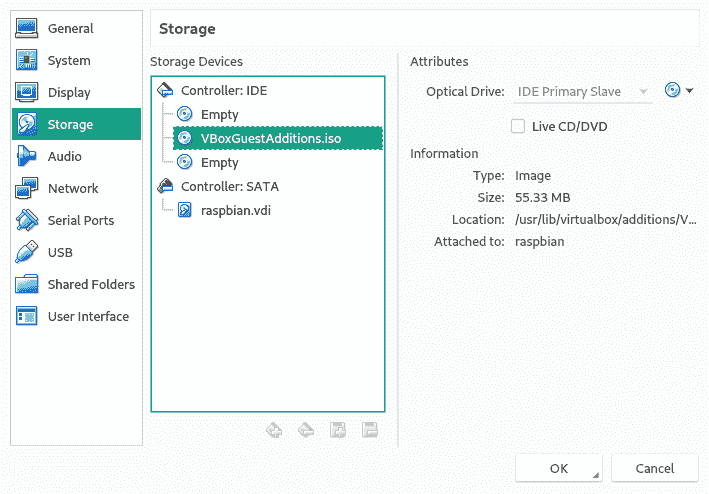 General
System
Display
Storage
Audio
Network
Serial Ports
USB
Shared Folders
User Interface
Storage
Storage Devices
Controller: IDE
Empty
VBoxGuestAdditions.iso
Empty
Controller: SATA
raspbian.vdi
Attributes
Optical Drive: IDE Primary Slave
Live CD/DVD
Information
Type: Image
Size: 55.33 MB
Location: /usr/lib/virtualbox/additions/V...
Attached to: raspbian
OK Cancel